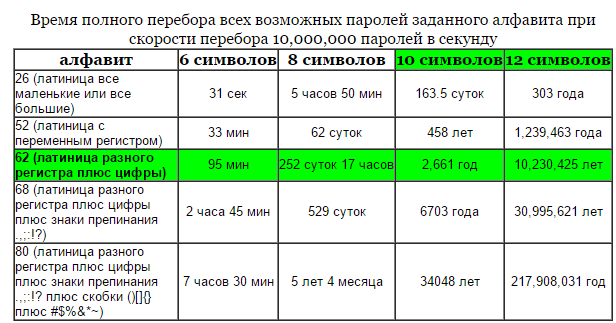 Время полного перебора всех возможных паролей заданного алфавита при
скорости перебора 10,000,000 паролей в секунду
алфавит 6 символов 8 символов 10 символов 12 символов
26 (латиница все
маленькие или все
большие) 31 сек 5 часов 50 мин 163.5 суток 303 года
52 (латиница с
переменным регистром) 33 мин 62 суток 458 лет 1,239,463 года
62 (латиница разного
регистра плюс цифры) 95 мин 252 суток 17 часов 2,661 год 10,230,425 лет
68 (латиница разного
регистра плюс цифры
плюс знаки препинания
.,;:!?) 2 часа 45 мин 529 суток 6703 года 30,995,621 лет
80 (латиница разного
регистра плюс цифры
плюс знаки препинания
.,;:!? плюс скобки ()[]{}
плюс #$%&*~) 7 часов 30 мин 5 лет 4 месяца 34048 лет 217,908,031 год